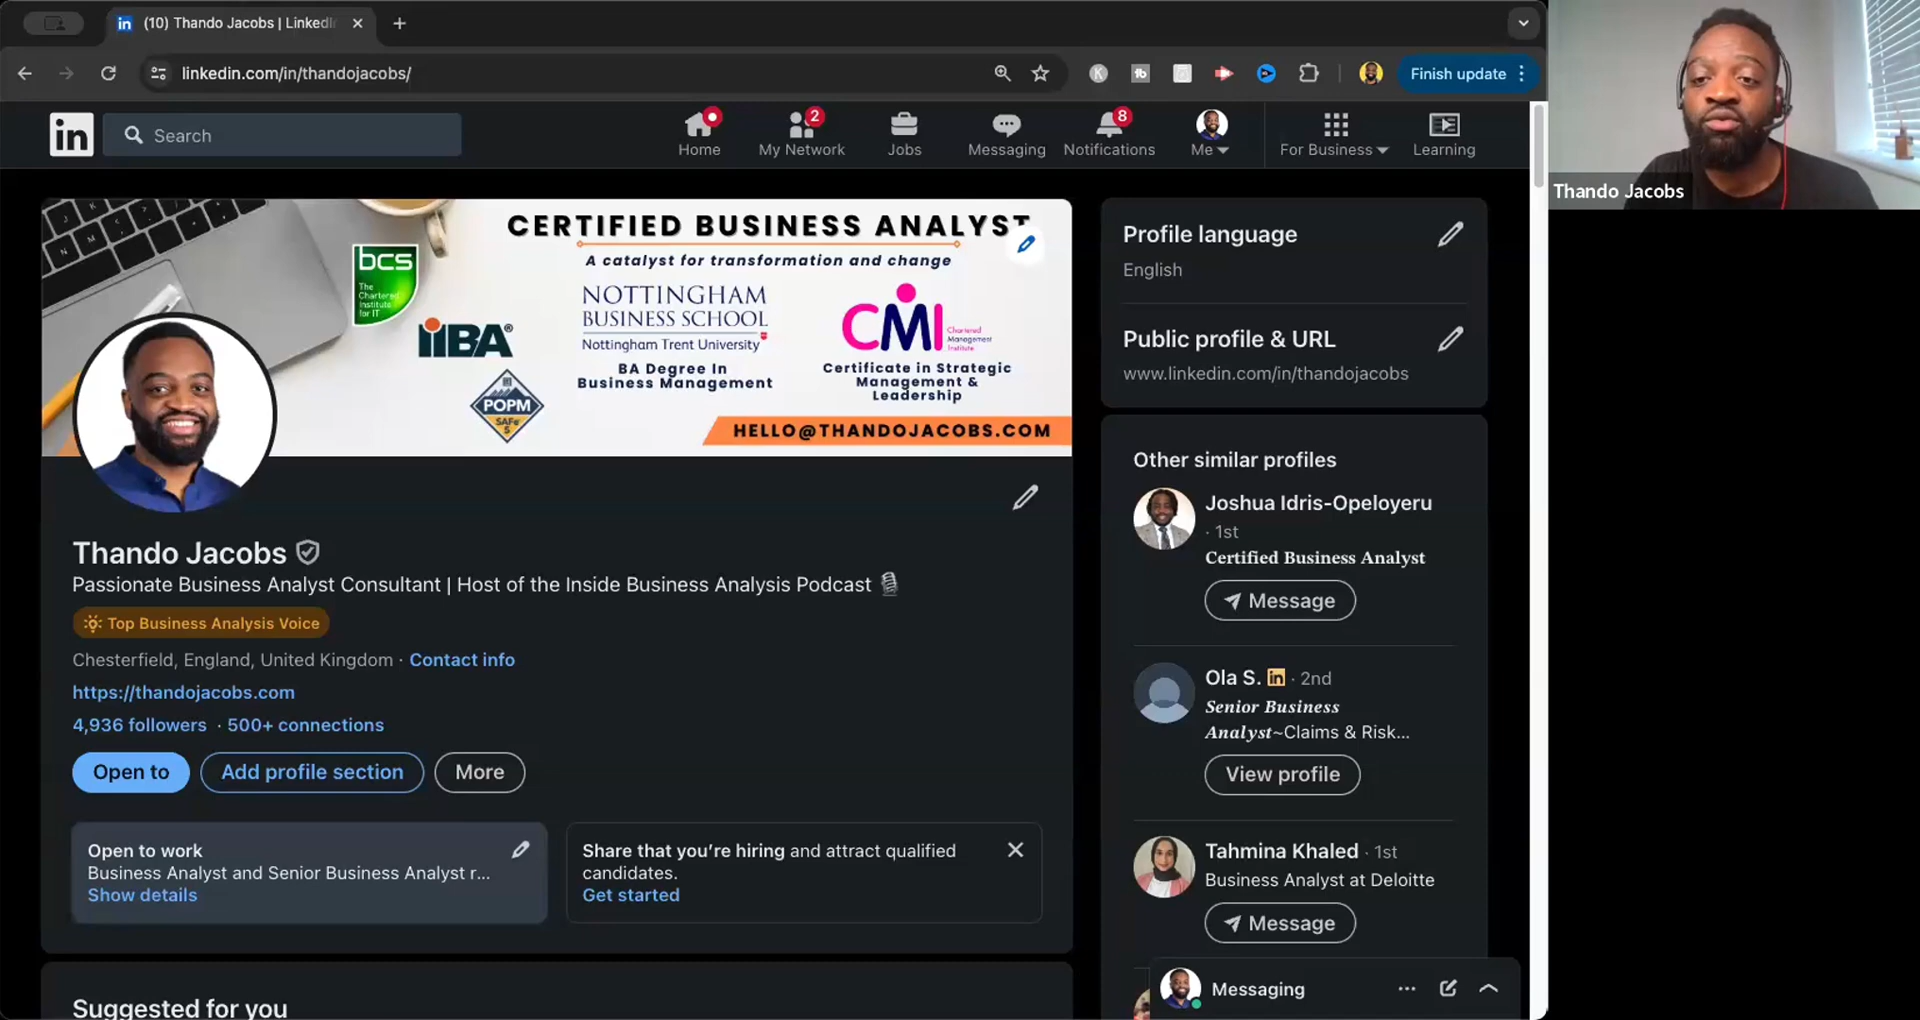 (10) Thando Jacobs | LinkedIn
linkedin.com/in/thandojacobs/
K
Finish update
in
Search
Home
2
My Network
Jobs
Messaging
8
Notifications
Me
For Business
Learning
Thando Jacobs
CERTIFIED BUSINESS ANALYST
A catalyst for transformation and change
bcs
The
Chartered
Institute
for IT
IIBA®
POPM
SAFe
5
NOTTINGHAM
BUSINESS SCHOOL
Nottingham Trent University
BA Degree In
Business Management
CMI
Chartered
Management
Institute
Certificate in Strategic
Management &
Leadership
HELLO@THANDOJACOBS.COM
Thando Jacobs
Passionate Business Analyst Consultant | Host of the Inside Business Analysis Podcast 🎙
Top Business Analysis Voice
Chesterfield, England, United Kingdom · Contact info
https://thandojacobs.com
4,936 followers · 500+ connections
Open to
Add profile section
More
Open to work
Business Analyst and Senior Business Analyst r...
Show details
Share that you’re hiring and attract qualified
candidates.
Get started
Suggested for you
Profile language
English
Public profile & URL
www.linkedin.com/in/thandojacobs
Other similar profiles
Joshua Idris-Opeloyeru
· 1st
Certified Business Analyst
Message
Ola S. in · 2nd
Senior Business
Analyst~Claims & Risk...
View profile
Tahmina Khaled · 1st
Business Analyst at Deloitte
Message
Messaging